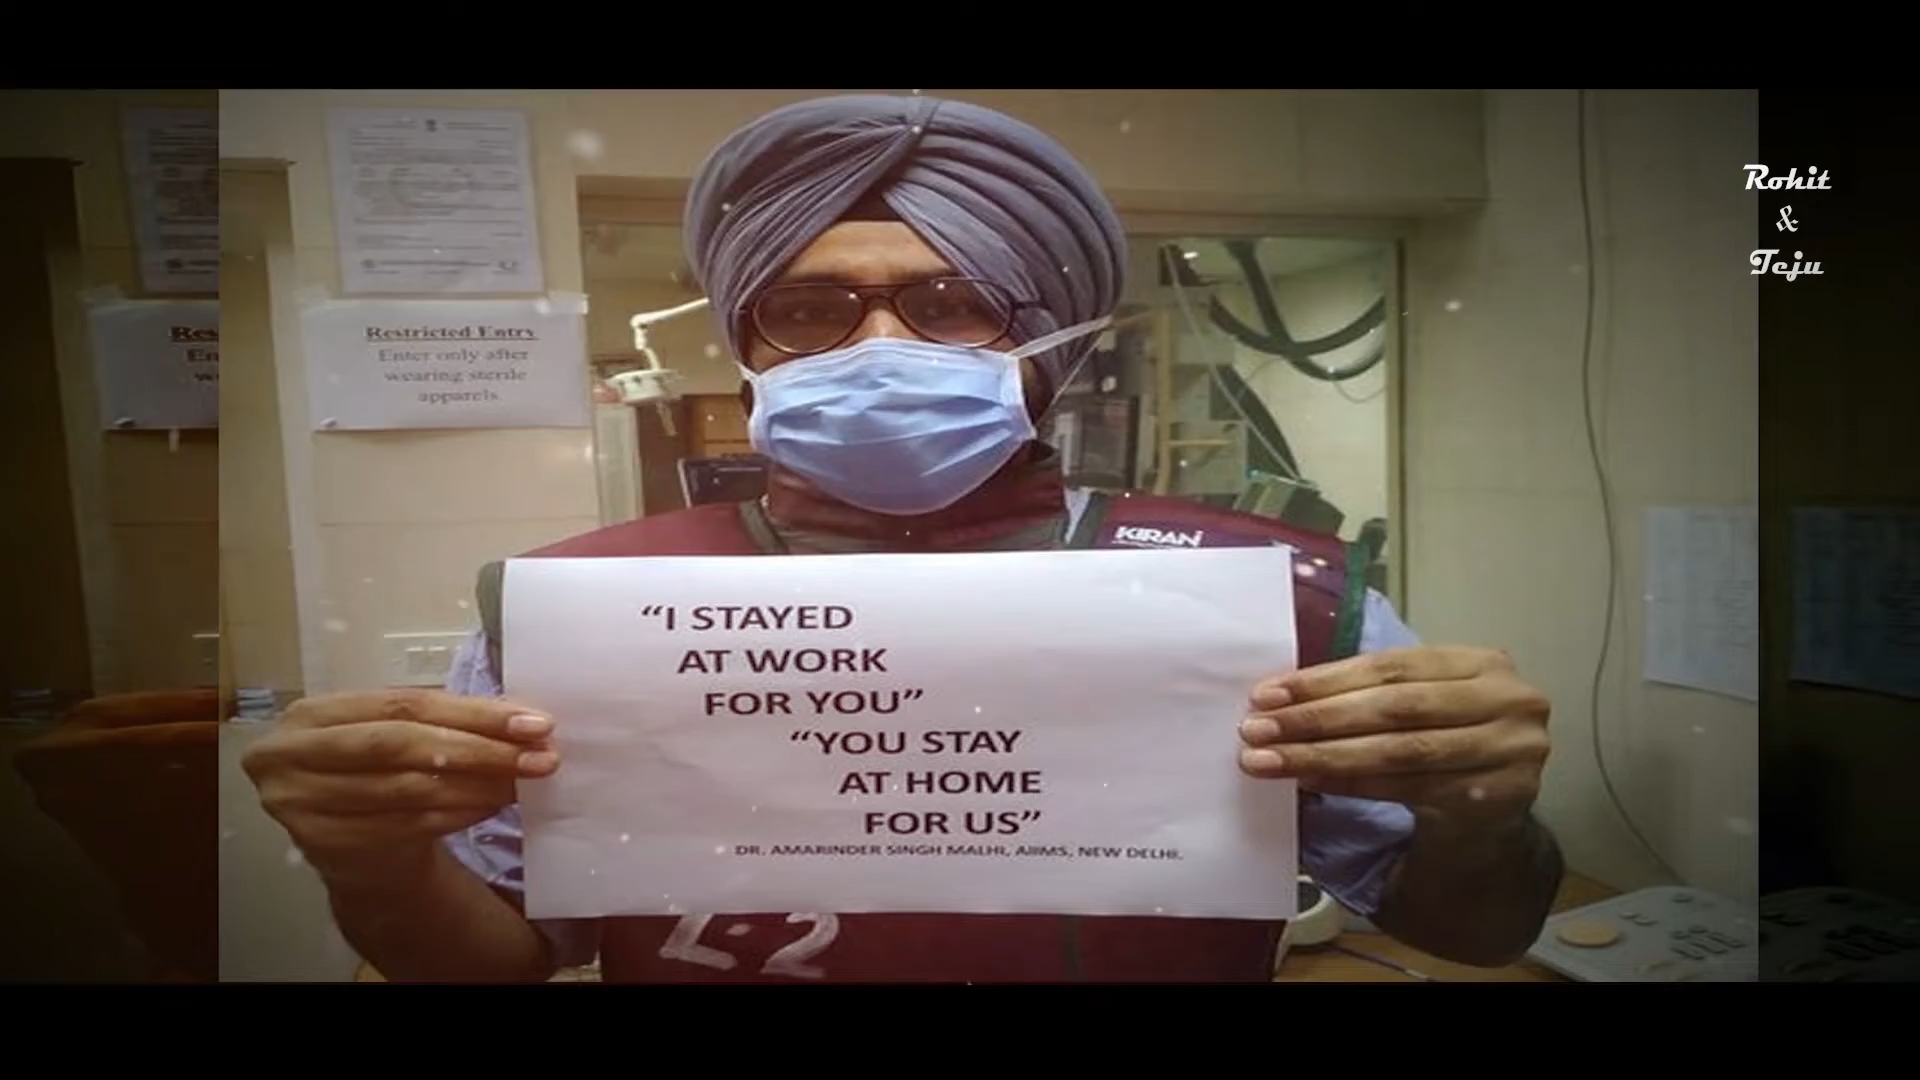 Rohit
&
Teju
Restricted Entry
Enter only after
wearing sterile
apparels.
KIRAN
“I STAYED
AT WORK
FOR YOU”
“YOU STAY
AT HOME
FOR US”
DR. AMARINDER SINGH MALHI, AIIMS, NEW DELHI.
L-2